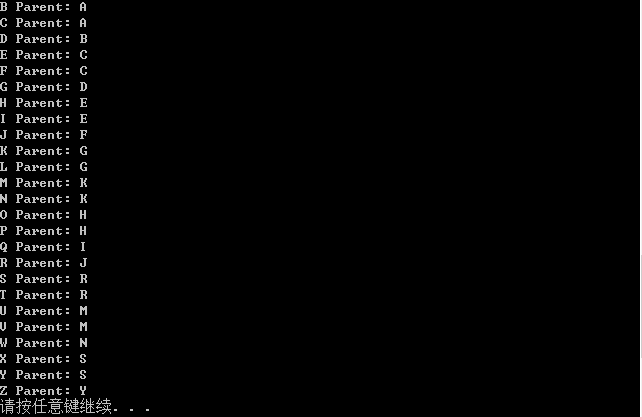 B Parent: A
C Parent: A
D Parent: B
E Parent: C
F Parent: C
G Parent: D
H Parent: E
I Parent: E
J Parent: F
K Parent: G
L Parent: G
M Parent: K
N Parent: K
O Parent: H
P Parent: H
Q Parent: I
R Parent: J
S Parent: R
T Parent: R
U Parent: M
V Parent: M
W Parent: N
X Parent: S
Y Parent: S
Z Parent: Y
请按任意键继续. . .